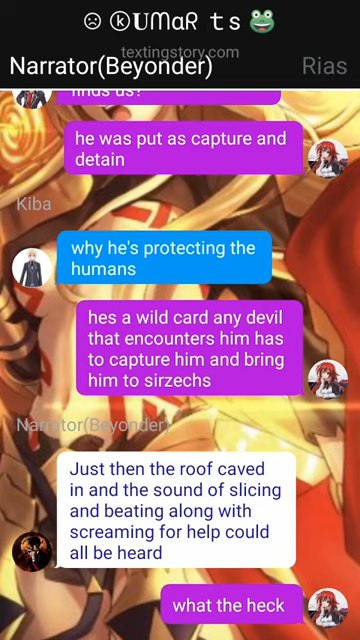 ☹ ⓚ𝐔ᗰᗩᖇ ｔｓ 🐸
textingstory.com
Narrator(Beyonder) Rias
finds us?
he was put as capture and
detain
Kiba
why he's protecting the
humans
hes a wild card any devil
that encounters him has
to capture him and bring
him to sirzechs
Narrator(Beyonder)
Just then the roof caved
in and the sound of slicing
and beating along with
screaming for help could
all be heard
what the heck